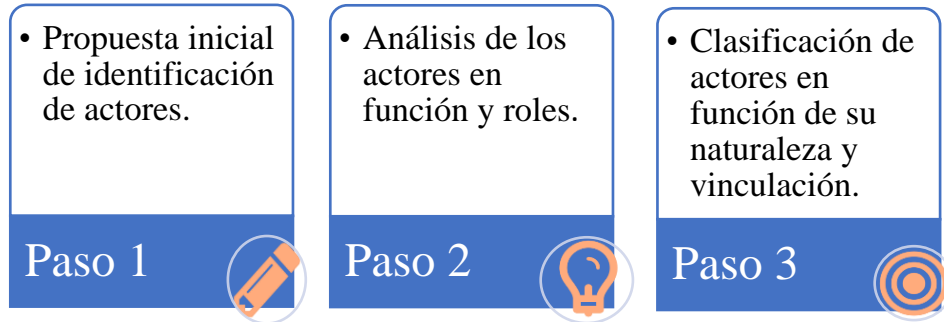 • Propuesta inicial
de identificación
de actores.
Paso 1
• Análisis de los
actores en
función y roles.
Paso 2
• Clasificación de
actores en
función de su
naturaleza y
vinculación.
Paso 3